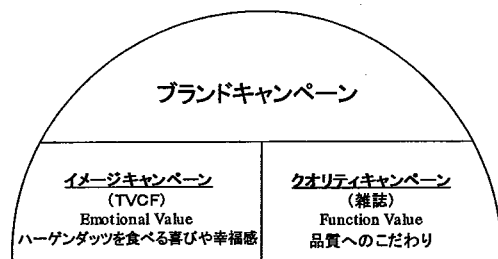 ブランドキャンペーン
イメージキャンペーン
(TVCF)
Emotional Value
ハーゲンダッツを食べる喜びや幸福感
クオリティキャンペーン
(雑誌)
Function Value
品質へのこだわり